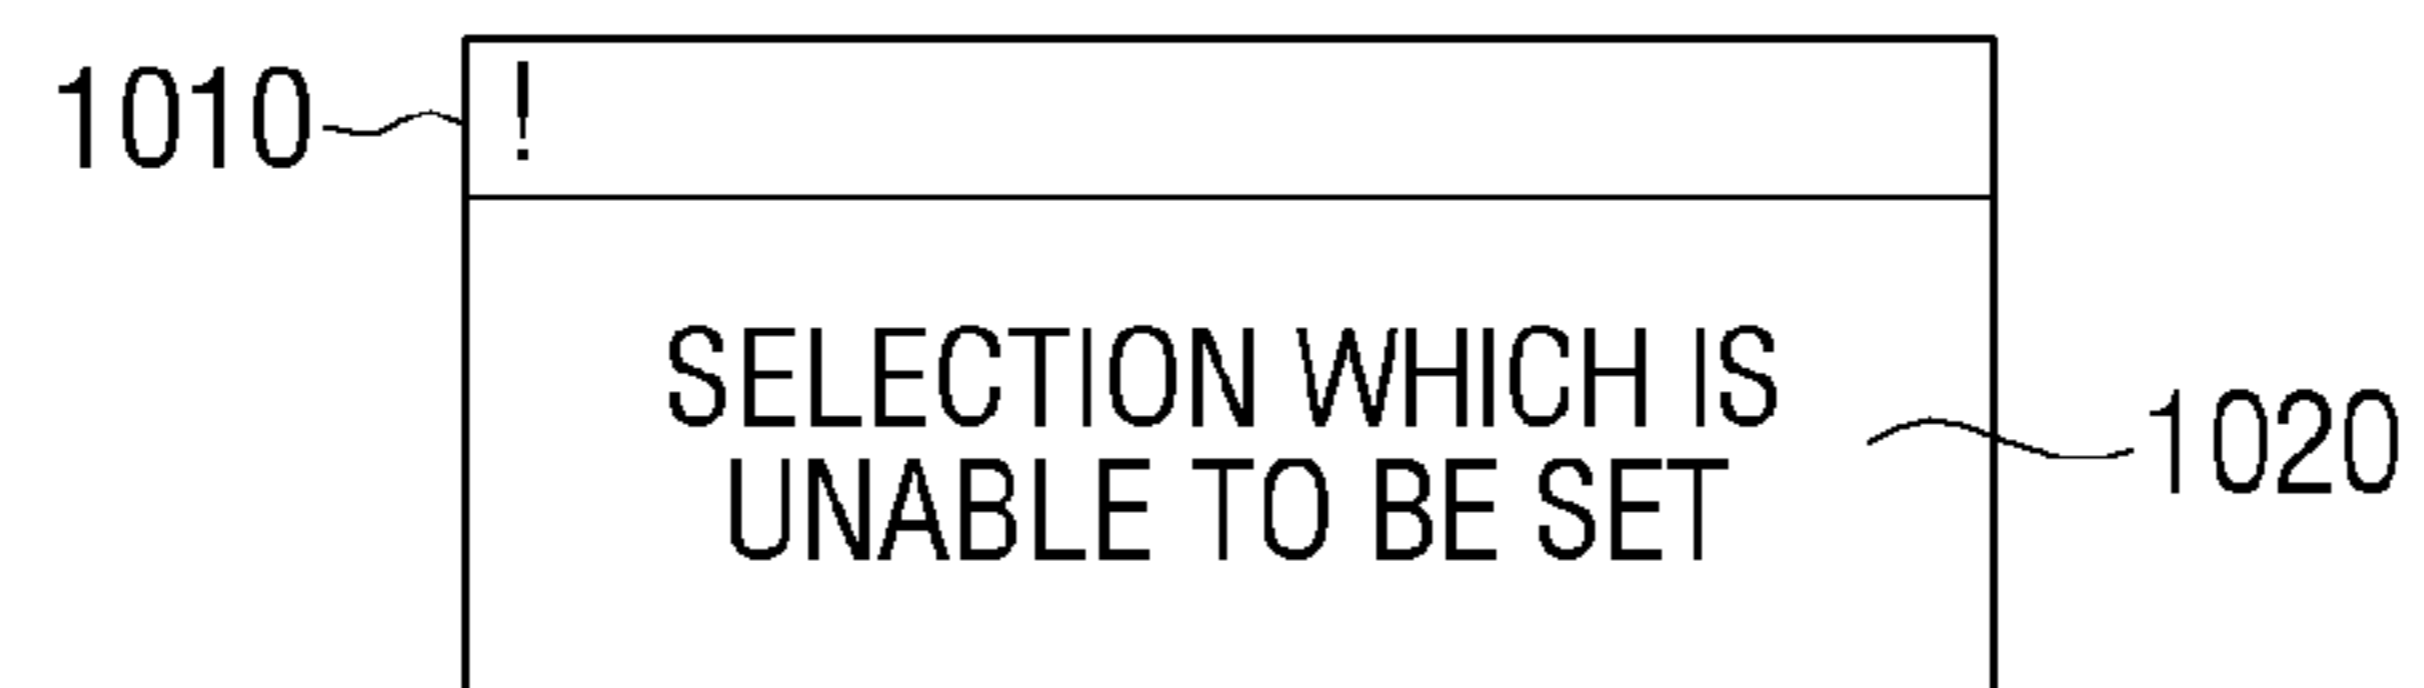 1010
!
SELECTION WHICH IS
UNABLE TO BE SET
1020